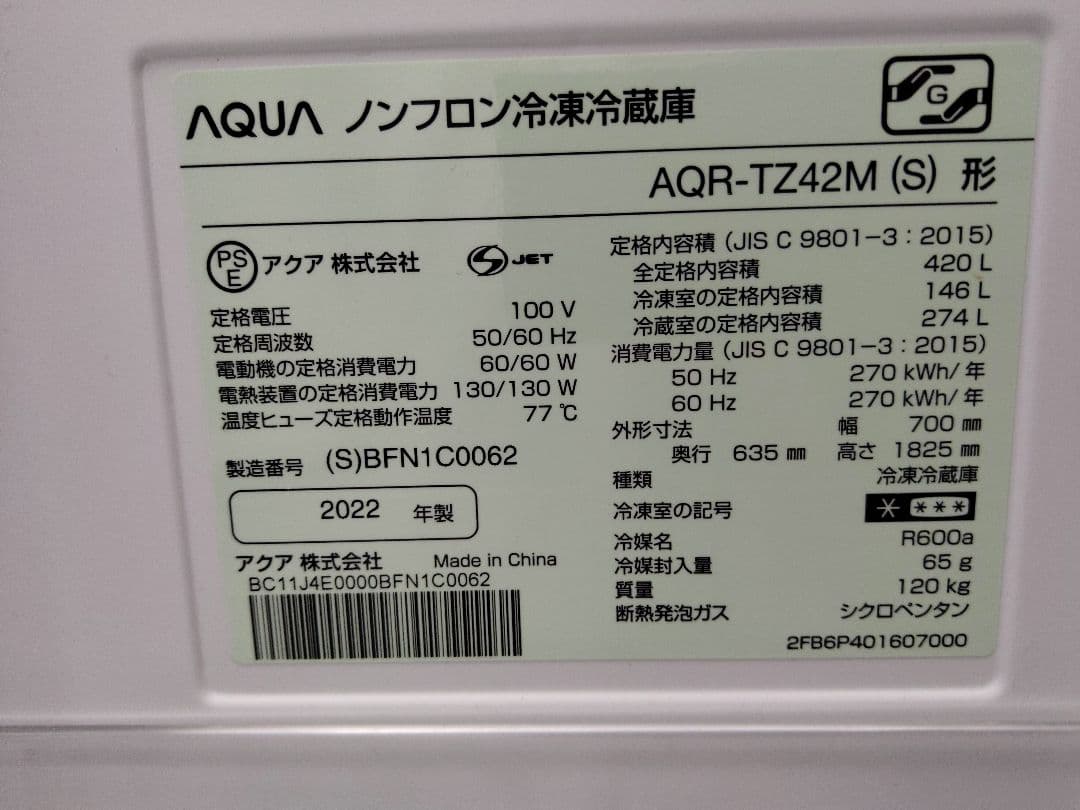 AQUA ノンフロン冷凍冷蔵庫
G
AQR-TZ42M (S) 形
PS
E
アクア 株式会社
S JET
定格電圧 100 V
定格周波数 50/60 Hz
電動機の定格消費電力 60/60 W
電熱装置の定格消費電力 130/130 W
温度ヒューズ定格動作温度 77 ℃
製造番号 (S)BFN1C0062
2022 年製
アクア 株式会社 Made in China
BC11J4E0000BFN1C0062
定格内容積 (JIS C 9801-3:2015)
全定格内容積 420 L
冷凍室の定格内容積 146 L
冷蔵室の定格内容積 274 L
消費電力量 (JIS C 9801-3:2015)
50 Hz 270 kWh/年
60 Hz 270 kWh/年
外形寸法 幅 700 ㎜
奥行 635 ㎜ 高さ 1825 ㎜
種類 冷凍冷蔵庫
冷凍室の記号 * ***
冷媒名 R600a
冷媒封入量 65 g
質量 120 kg
断熱発泡ガス シクロペンタン
2FB6P401607000